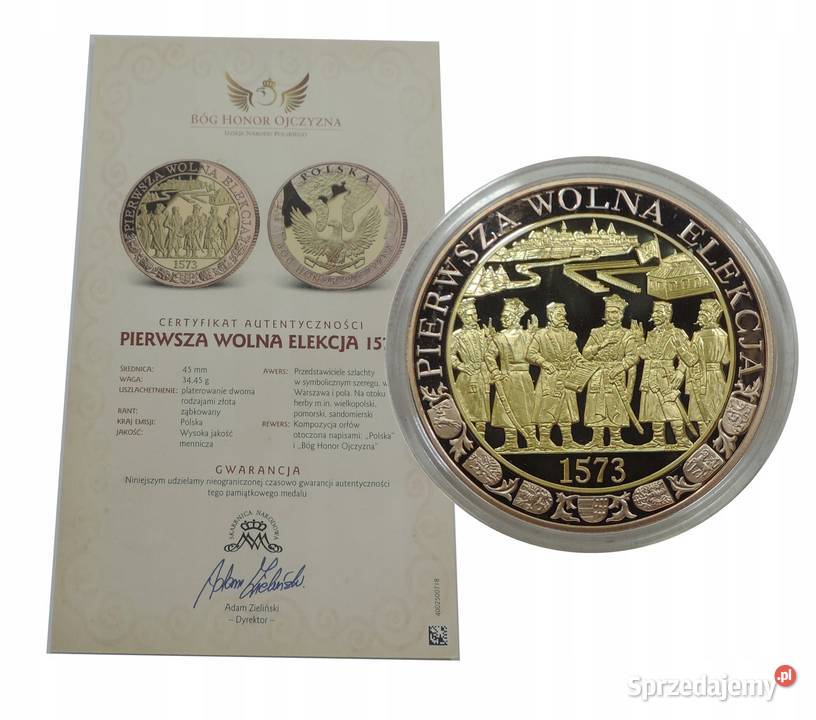 BÓG HONOR OJCZYZNA
DZIEJE NARODU POLSKIEGO
PIERWSZA WOLNA ELEKCJA
1573
POLSKA
CERTYFIKAT AUTENTYCZNOŚCI
PIERWSZA WOLNA ELEKCJA 157
ŚREDNICA: 45 mm
WAGA: 34,45 g
USZLACHETNIENIE: platerowanie dwoma
rodzajami złota
RANT: ząbkowany
KRAJ EMISJI: Polska
JAKOŚĆ: Wysoka jakość
mennicza
AWERS: Przedstawiciele szlachty
w symbolicznym szeregu, w
Warszawa i pola. Na otoku
herby m.in. wielkopolski,
pomorski, sandomierski
REWERS: Kompozycja orłów
otoczona napisami: „Polska”
i „Bóg Honor Ojczyzna”
GWARANCJA
Niniejszym udzielamy nieograniczonej czasowo gwarancji autentyczności
tego pamiątkowego medalu
SKARBNICA NARODOWA
Adam Zieliński
Adam Zieliński
– Dyrektor –
4002500718
PIERWSZA WOLNA ELEKCJA
1573
Sprzedajemy.pl